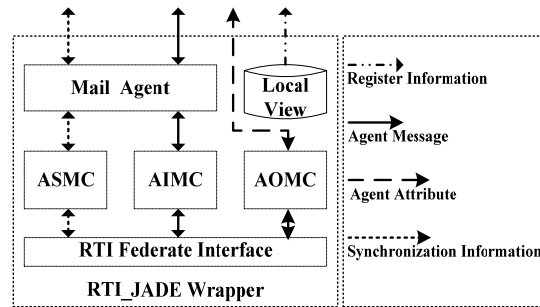 Mail Agent
Local
View
ASMC
AIMC
AOMC
RTI Federate Interface
RTI_JADE Wrapper
Register Information
Agent Message
Agent Attribute
Synchronization Information